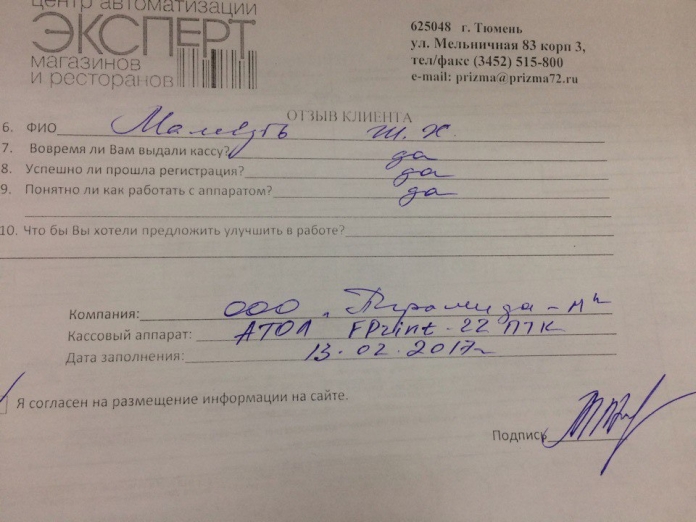 центр автоматизации
ЭКСПЕРТ
магазинов
и ресторанов
625048 г. Тюмень
ул. Мельничная 83 корп 3,
тел/факс (3452) 515-800
e-mail: prizma@prizma72.ru
ОТЗЫВ КЛИЕНТА
6. ФИО Ж. Х.
7. Вовремя ли Вам выдали кассу? да
8. Успешно ли прошла регистрация? да
9. Понятно ли как работать с аппаратом? да
10. Что бы Вы хотели предложить улучшить в работе?
Компания: ООО "Пирамида-М"
Кассовый аппарат: АТОЛ FPrint-22 ПТК
Дата заполнения: 13.02.2017г
Я согласен на размещение информации на сайте.
Подпись